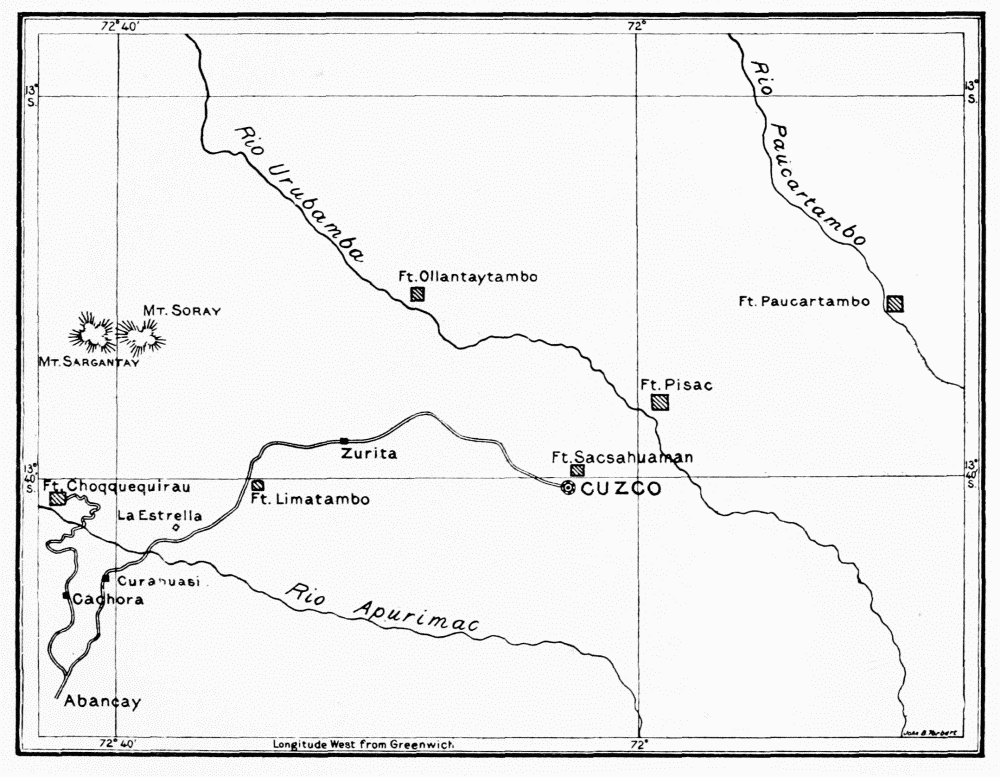 72°40'
72°
13°
S.
13°
S.
Rio Paucartambo
Rio Urubamba
Ft. Ollantaytambo
Ft. Paucartambo
Mt. Soray
Mt. Sargantay
Ft. Pisac
Zurita
Ft. Sacsahuaman
13°
40'
S.
13°
40'
S.
CUZCO
Ft. Choqquequirau
Ft. Limatambo
La Estrella
Curahuasi
Cachora
Rio Apurimac
Abancay
72°40'
Longitude West from Greenwich.
72°